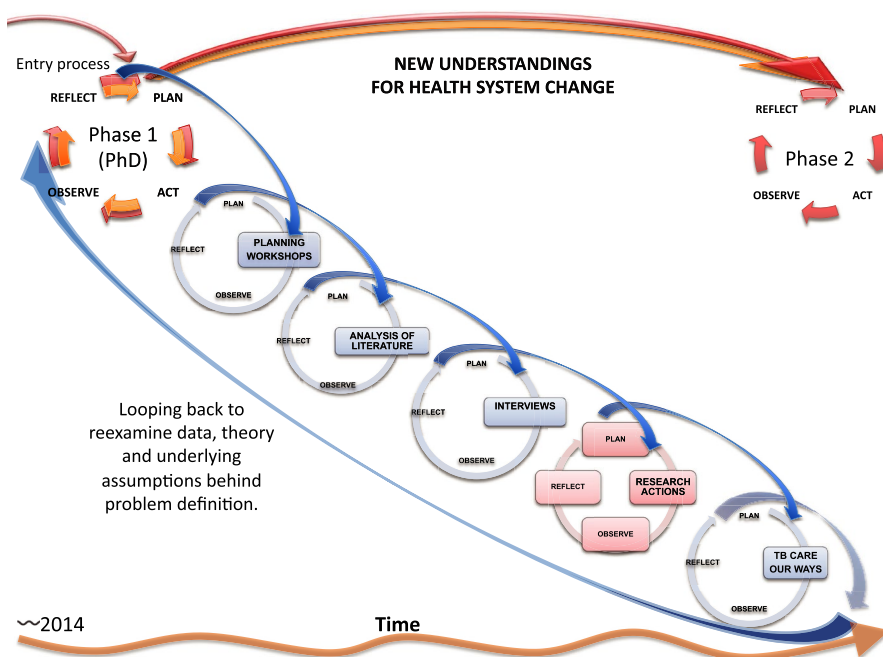 Entry process
NEW UNDERSTANDINGS
FOR HEALTH SYSTEM CHANGE
REFLECT
PLAN
Phase 1
(PhD)
OBSERVE
ACT
REFLECT
PLAN
Phase 2
OBSERVE
ACT
PLAN
REFLECT
PLANNING
WORKSHOPS
OBSERVE
PLAN
REFLECT
ANALYSIS OF
LITERATURE
OBSERVE
PLAN
REFLECT
INTERVIEWS
OBSERVE
PLAN
REFLECT
RESEARCH
ACTIONS
OBSERVE
PLAN
REFLECT
TB CARE
OUR WAYS
OBSERVE
Looping back to
reexamine data, theory
and underlying
assumptions behind
problem definition.
2014
Time